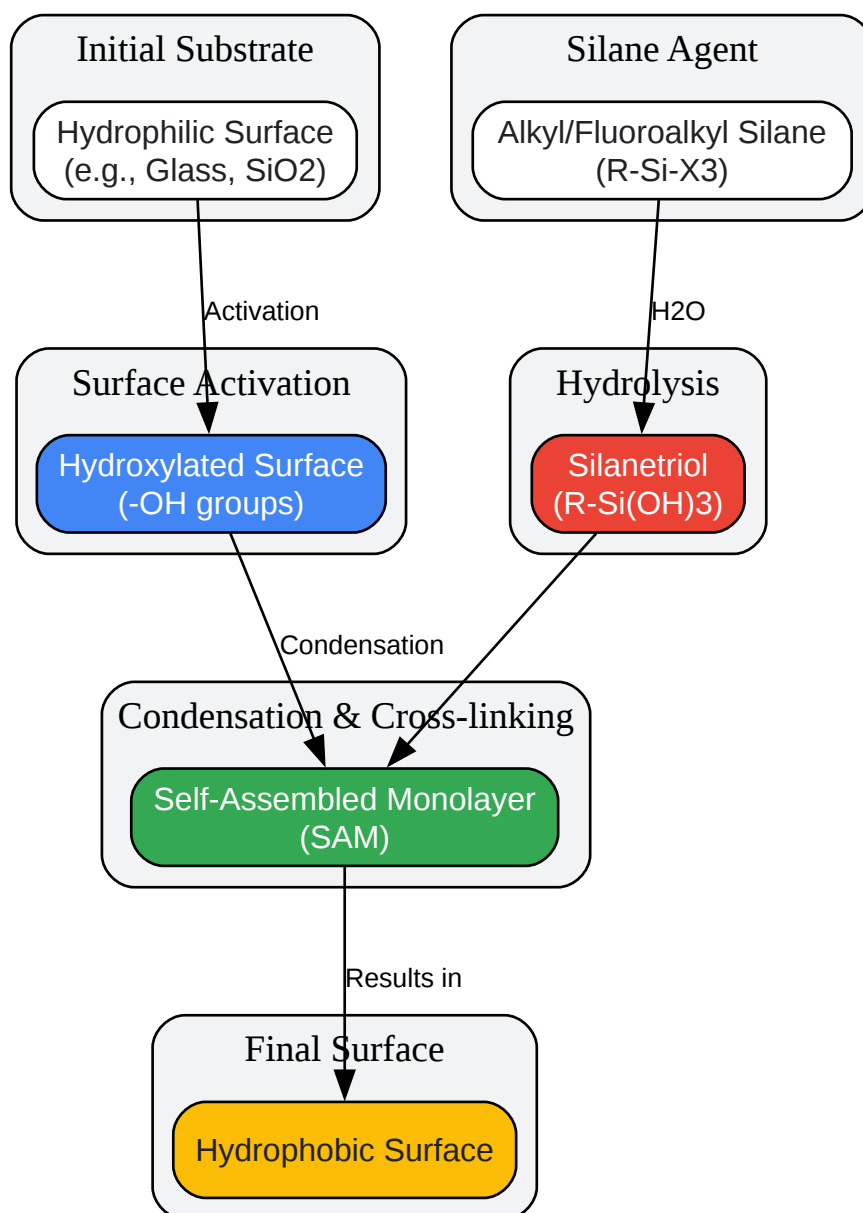 Initial Substrate
Hydrophilic Surface
(e.g., Glass, SiO2)
Silane Agent
Alkyl/Fluoroalkyl Silane
(R-Si-X3)
Activation
H2O
Surface Activation
Hydroxylated Surface
(-OH groups)
Hydrolysis
Silanetriol
(R-Si(OH)3)
Condensation
Condensation & Cross-linking
Self-Assembled Monolayer
(SAM)
Results in
Final Surface
Hydrophobic Surface